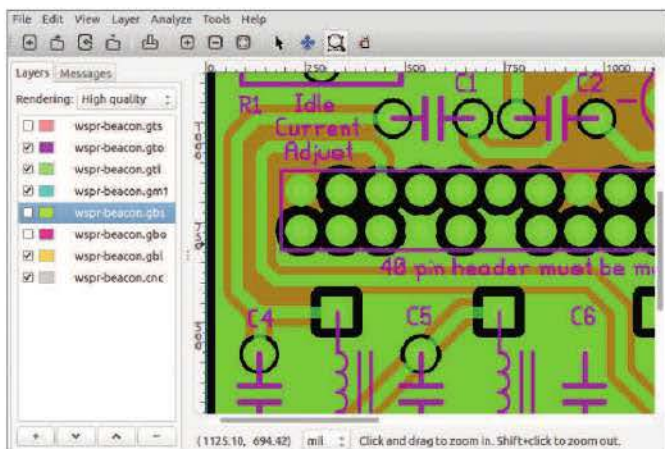 File Edit View Layer Analyze Tools Help
Layers Messages
Rendering: High quality
wspr-beacon.gts
wspr-beacon.gto
wspr-beacon.gtl
wspr-beacon.gm1
wspr-beacon.gbs
wspr-beacon.gbo
wspr-beacon.gbl
wspr-beacon.cnc
0 250 500 750 1000
R1 Idle Current Adjust
C1 C2
750
500
40 pin header must be
C4 C5 C6
(1125.10, 694.42) mil Click and drag to zoom in. Shift+click to zoom out.